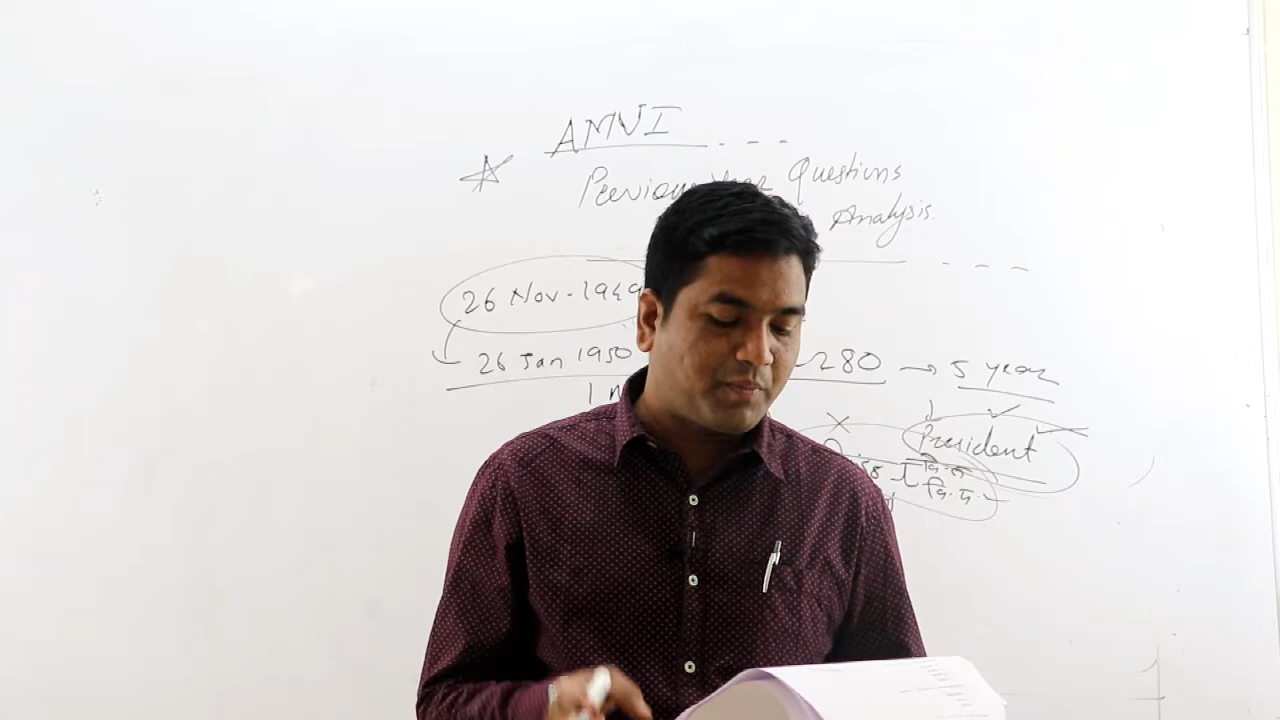 AMVI - - -
Previous Year Questions
Analysis.
26 Nov - 1949
26 Jan 1950
280 → 5 year
President
वि.स.
वि.प.